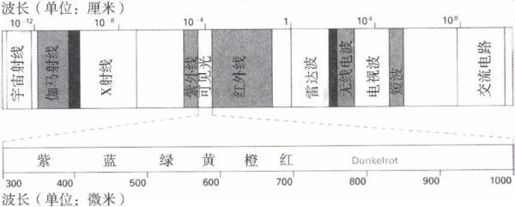 波长（单位：厘米）
10⁻¹² 10⁻⁸ 10⁻⁴ 1 10⁴ 10⁸
宇宙射线 伽马射线 X射线 紫外线 可见光 红外线 雷达波 无线电波 电视波 短波 交流电路
紫 蓝 绿 黄 橙 红 Dunkelrot
300 400 500 600 700 800 900 1000
波长（单位：微米）